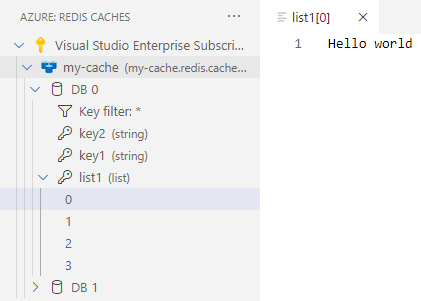 AZURE: REDIS CACHES ...
Visual Studio Enterprise Subscri...
my-cache (my-cache.redis.cache...
DB 0
Key filter: *
key2 (string)
key1 (string)
list1 (list)
0
1
2
3
DB 1
list1[0]
1 Hello world